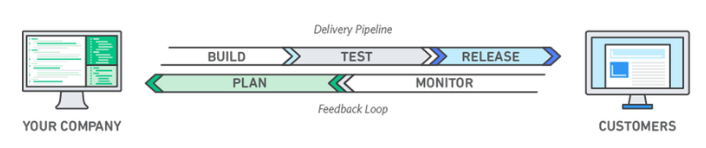 Delivery Pipeline
BUILD TEST RELEASE
PLAN MONITOR
Feedback Loop
YOUR COMPANY CUSTOMERS